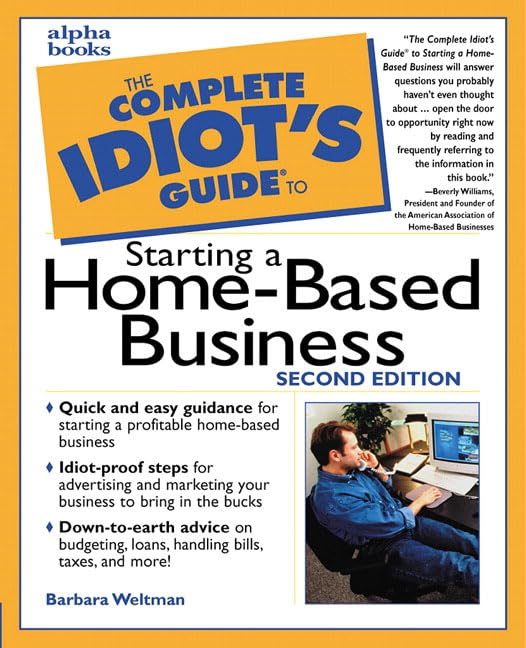 alpha
books
THE
COMPLETE
IDIOT'S
GUIDE® TO
"The Complete Idiot's
Guide® to Starting a Home-
Based Business will answer
questions you probably
haven't even thought
about ... open the door
to opportunity right now
by reading and
frequently referring to
the information in
this book."
—Beverly Williams,
President and Founder of
the American Association of
Home-Based Businesses
Starting a
Home-Based
Business
SECOND EDITION
♦ Quick and easy guidance for
starting a profitable home-based
business
♦ Idiot-proof steps for
advertising and marketing your
business to bring in the bucks
♦ Down-to-earth advice on
budgeting, loans, handling bills,
taxes, and more!
Barbara Weltman